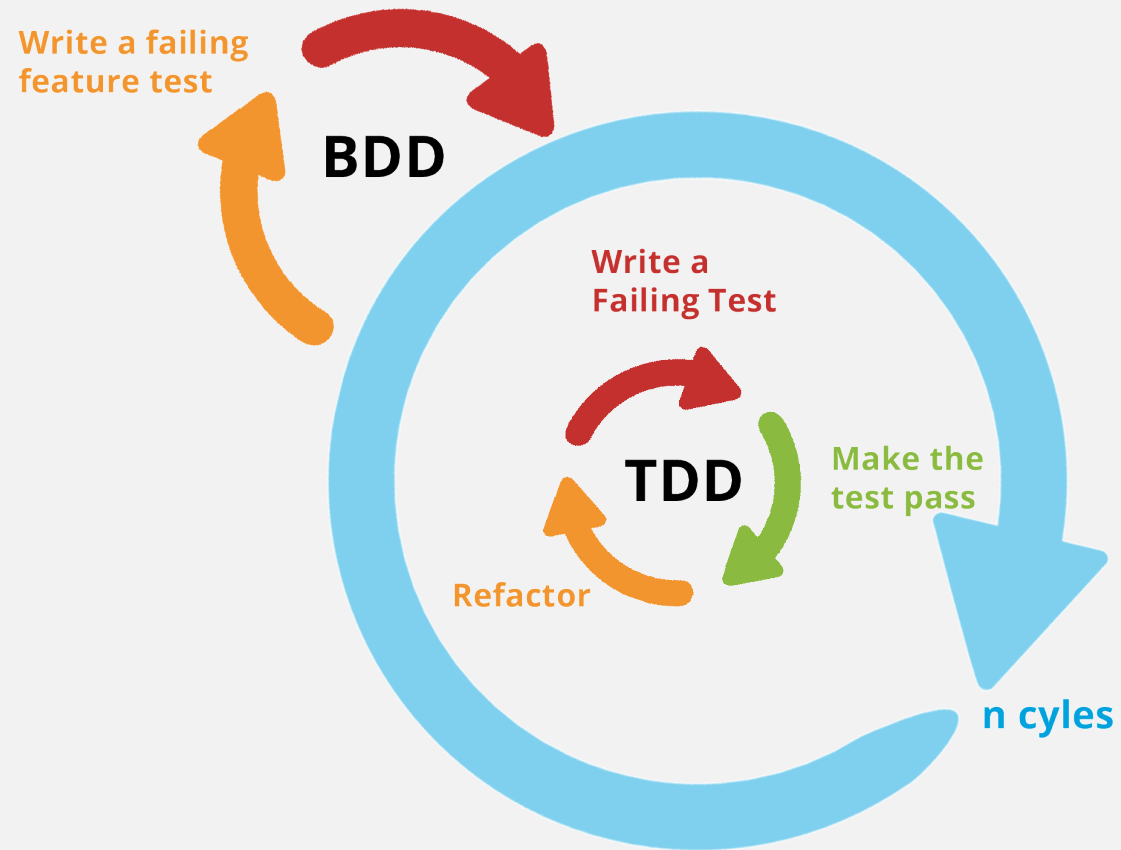 Write a failing
feature test
BDD
Write a
Failing Test
TDD
Make the
test pass
Refactor
n cyles